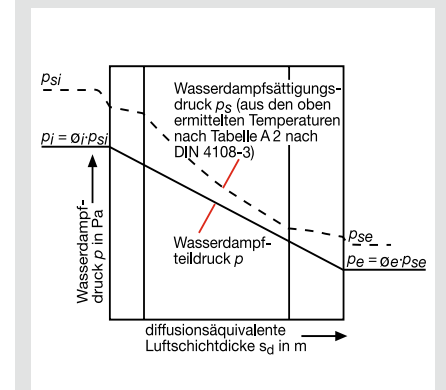 psi
Wasserdampfsättigungs-
druck ps (aus den oben
ermittelten Temperaturen
nach Tabelle A 2 nach
DIN 4108-3)
pi = øi·psi
Wasserdampf-
druck p in Pa
Wasserdampf-
teildruck p
pse
pe = øe·pse
diffusionsäquivalente
Luftschichtdicke sd in m